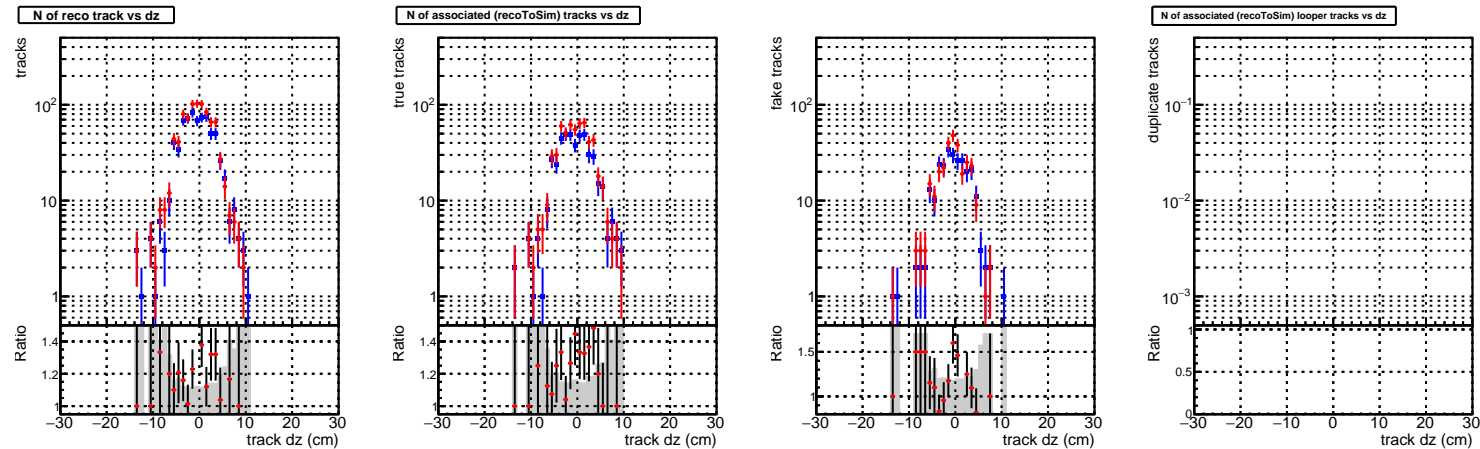 N of reco track vs dz
tracks
10²
10
1
Ratio
1.4
1.2
1
−30 −20 −10 0 10 20 30
track dz (cm)
N of associated (recoToSim) tracks vs dz
true tracks
10²
10
1
Ratio
1.4
1.2
1
−30 −20 −10 0 10 20 30
track dz (cm)
fake tracks
10²
10
1
Ratio
1.5
1
−30 −20 −10 0 10 20 30
track dz (cm)
N of associated (recoToSim) looper tracks vs dz
duplicate tracks
10⁻¹
10⁻²
10⁻³
Ratio
1
0.5
0
−30 −20 −10 0 10 20 30
track dz (cm)